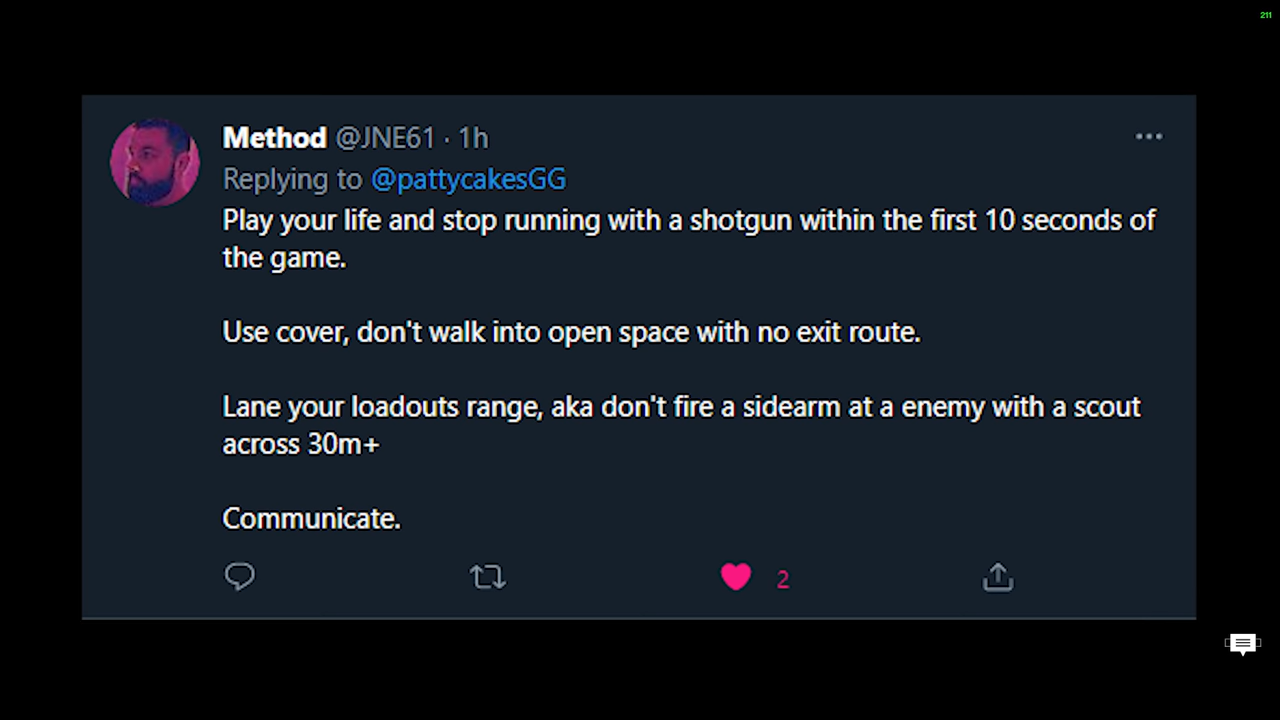 211
Method @JNE61 · 1h
Replying to @pattycakesGG
Play your life and stop running with a shotgun within the first 10 seconds of
the game.
Use cover, don't walk into open space with no exit route.
Lane your loadouts range, aka don't fire a sidearm at a enemy with a scout
across 30m+
Communicate.
2